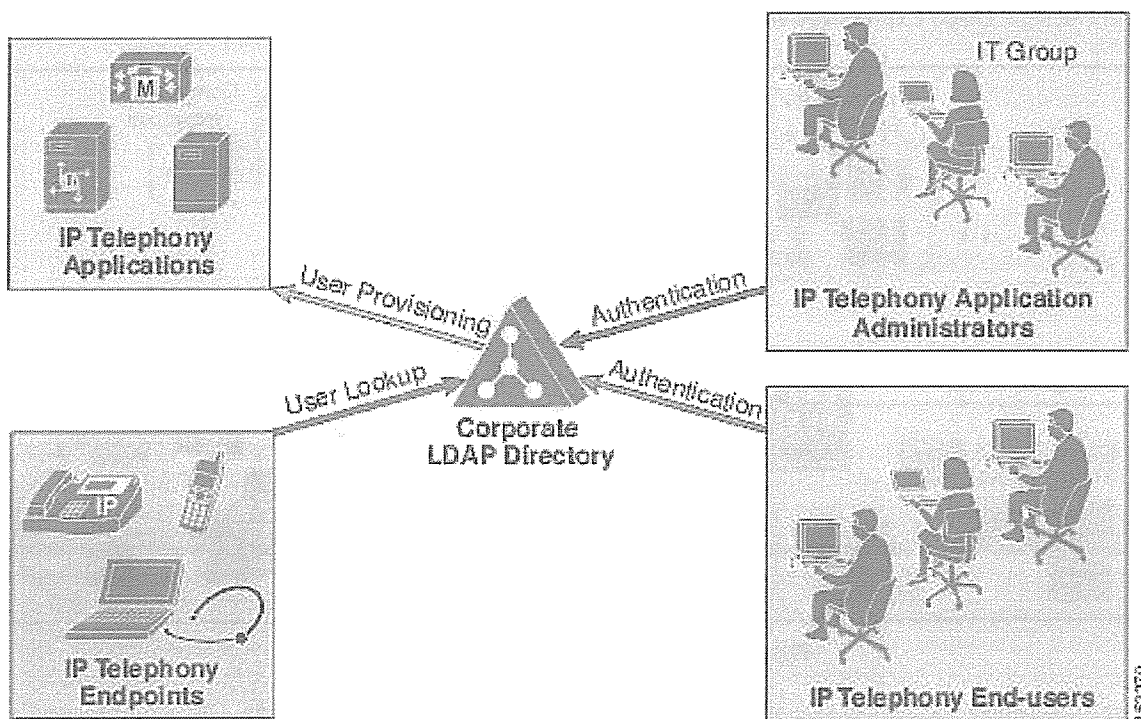 M
IP Telephony
Applications
IT Group
IP Telephony Application
Administrators
User Provisioning
Authentication
User Lookup
Authentication
Corporate
LDAP Directory
IP
IP Telephony
Endpoints
IP Telephony End-users